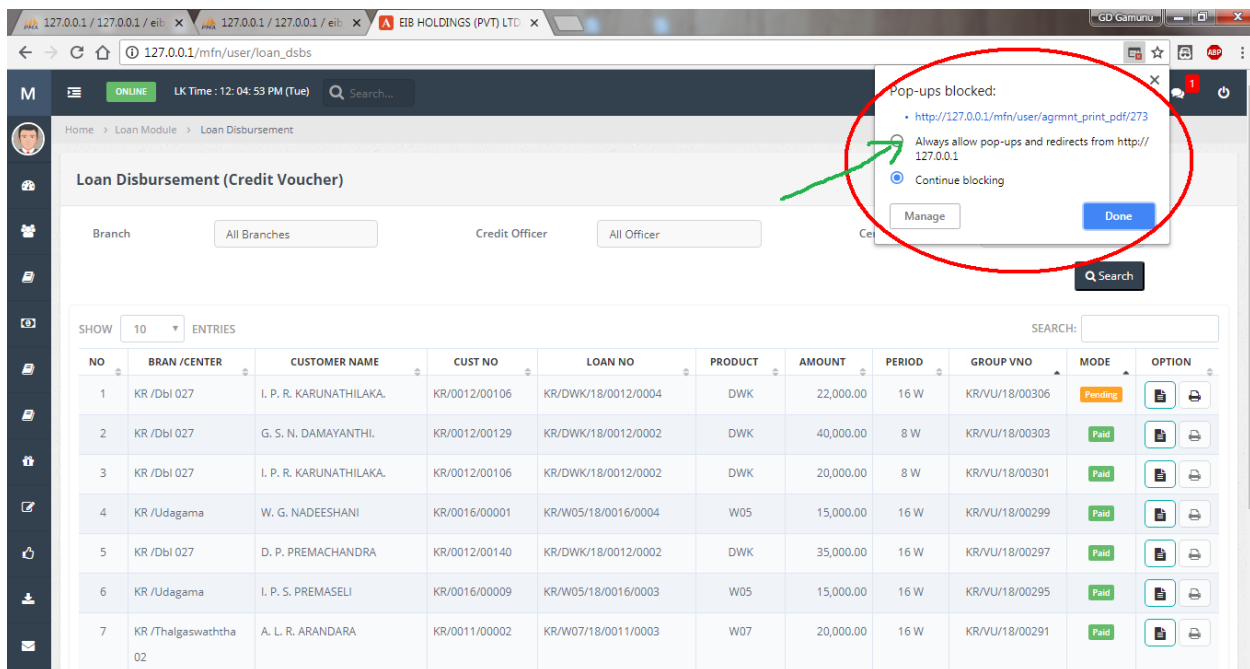 127.0.0.1 / 127.0.0.1 / eib
127.0.0.1 / 127.0.0.1 / eib
EIB HOLDINGS (PVT) LTD
GD Gamunu
127.0.0.1/mfn/user/loan_dsbs
ABP
M
ONLINE
LK Time : 12: 04: 53 PM (Tue)
Search...
1
Pop-ups blocked:
• http://127.0.0.1/mfn/user/agrmnt_print_pdf/273
Always allow pop-ups and redirects from http://
127.0.0.1
Continue blocking
Manage
Done
Home > Loan Module > Loan Disbursement
Loan Disbursement (Credit Voucher)
Branch All Branches Credit Officer All Officer
Search
SHOW 10 ENTRIES SEARCH:
NO BRAN /CENTER CUSTOMER NAME CUST NO LOAN NO PRODUCT AMOUNT PERIOD GROUP VNO MODE OPTION
1 KR /Dbl 027 I. P. R. KARUNATHILAKA. KR/0012/00106 KR/DWK/18/0012/0004 DWK 22,000.00 16 W KR/VU/18/00306 Pending
2 KR /Dbl 027 G. S. N. DAMAYANTHI. KR/0012/00129 KR/DWK/18/0012/0002 DWK 40,000.00 8 W KR/VU/18/00303 Paid
3 KR /Dbl 027 I. P. R. KARUNATHILAKA. KR/0012/00106 KR/DWK/18/0012/0002 DWK 20,000.00 8 W KR/VU/18/00301 Paid
4 KR /Udagama W. G. NADEESHANI KR/0016/00001 KR/W05/18/0016/0004 W05 15,000.00 16 W KR/VU/18/00299 Paid
5 KR /Dbl 027 D. P. PREMACHANDRA KR/0012/00140 KR/DWK/18/0012/0002 DWK 35,000.00 16 W KR/VU/18/00297 Paid
6 KR /Udagama I. P. S. PREMASELI KR/0016/00009 KR/W05/18/0016/0003 W05 15,000.00 16 W KR/VU/18/00295 Paid
7 KR /Thalgaswaththa A. L. R. ARANDARA KR/0011/00002 KR/W07/18/0011/0003 W07 20,000.00 16 W KR/VU/18/00291 Paid
02